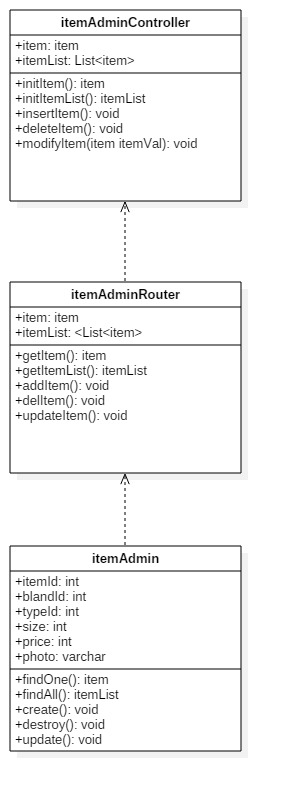 itemAdminController
+item: item
+itemList: List<item>
+initItem(): item
+initItemList(): itemList
+insertItem(): void
+deleteItem(): void
+modifyItem(item itemVal): void
itemAdminRouter
+item: item
+itemList: <List<item>
+getItem(): item
+getItemList(): itemList
+addItem(): void
+delItem(): void
+updateItem(): void
itemAdmin
+itemId: int
+blandId: int
+typeId: int
+size: int
+price: int
+photo: varchar
+findOne(): item
+findAll(): itemList
+create(): void
+destroy(): void
+update(): void